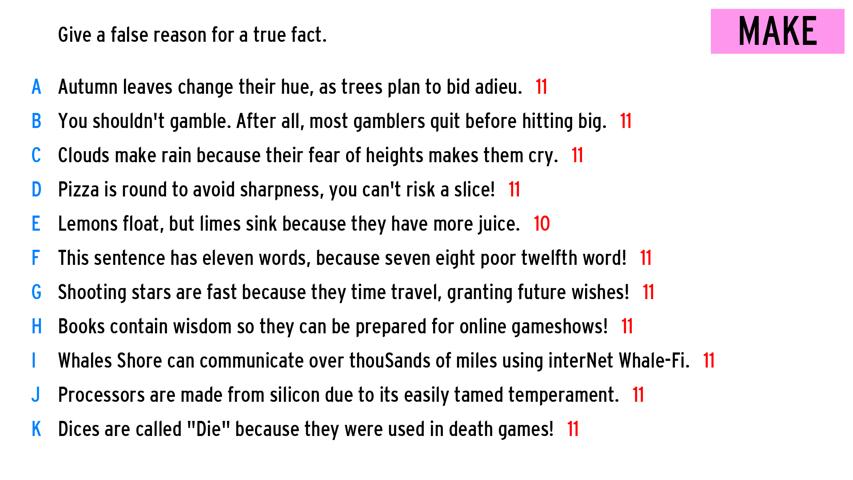 Give a false reason for a true fact.
MAKE
A Autumn leaves change their hue, as trees plan to bid adieu. 11
B You shouldn't gamble. After all, most gamblers quit before hitting big. 11
C Clouds make rain because their fear of heights makes them cry. 11
D Pizza is round to avoid sharpness, you can't risk a slice! 11
E Lemons float, but limes sink because they have more juice. 10
F This sentence has eleven words, because seven eight poor twelfth word! 11
G Shooting stars are fast because they time travel, granting future wishes! 11
H Books contain wisdom so they can be prepared for online gameshows! 11
I Whales Shore can communicate over thouSands of miles using interNet Whale-Fi. 11
J Processors are made from silicon due to its easily tamed temperament. 11
K Dices are called "Die" because they were used in death games! 11